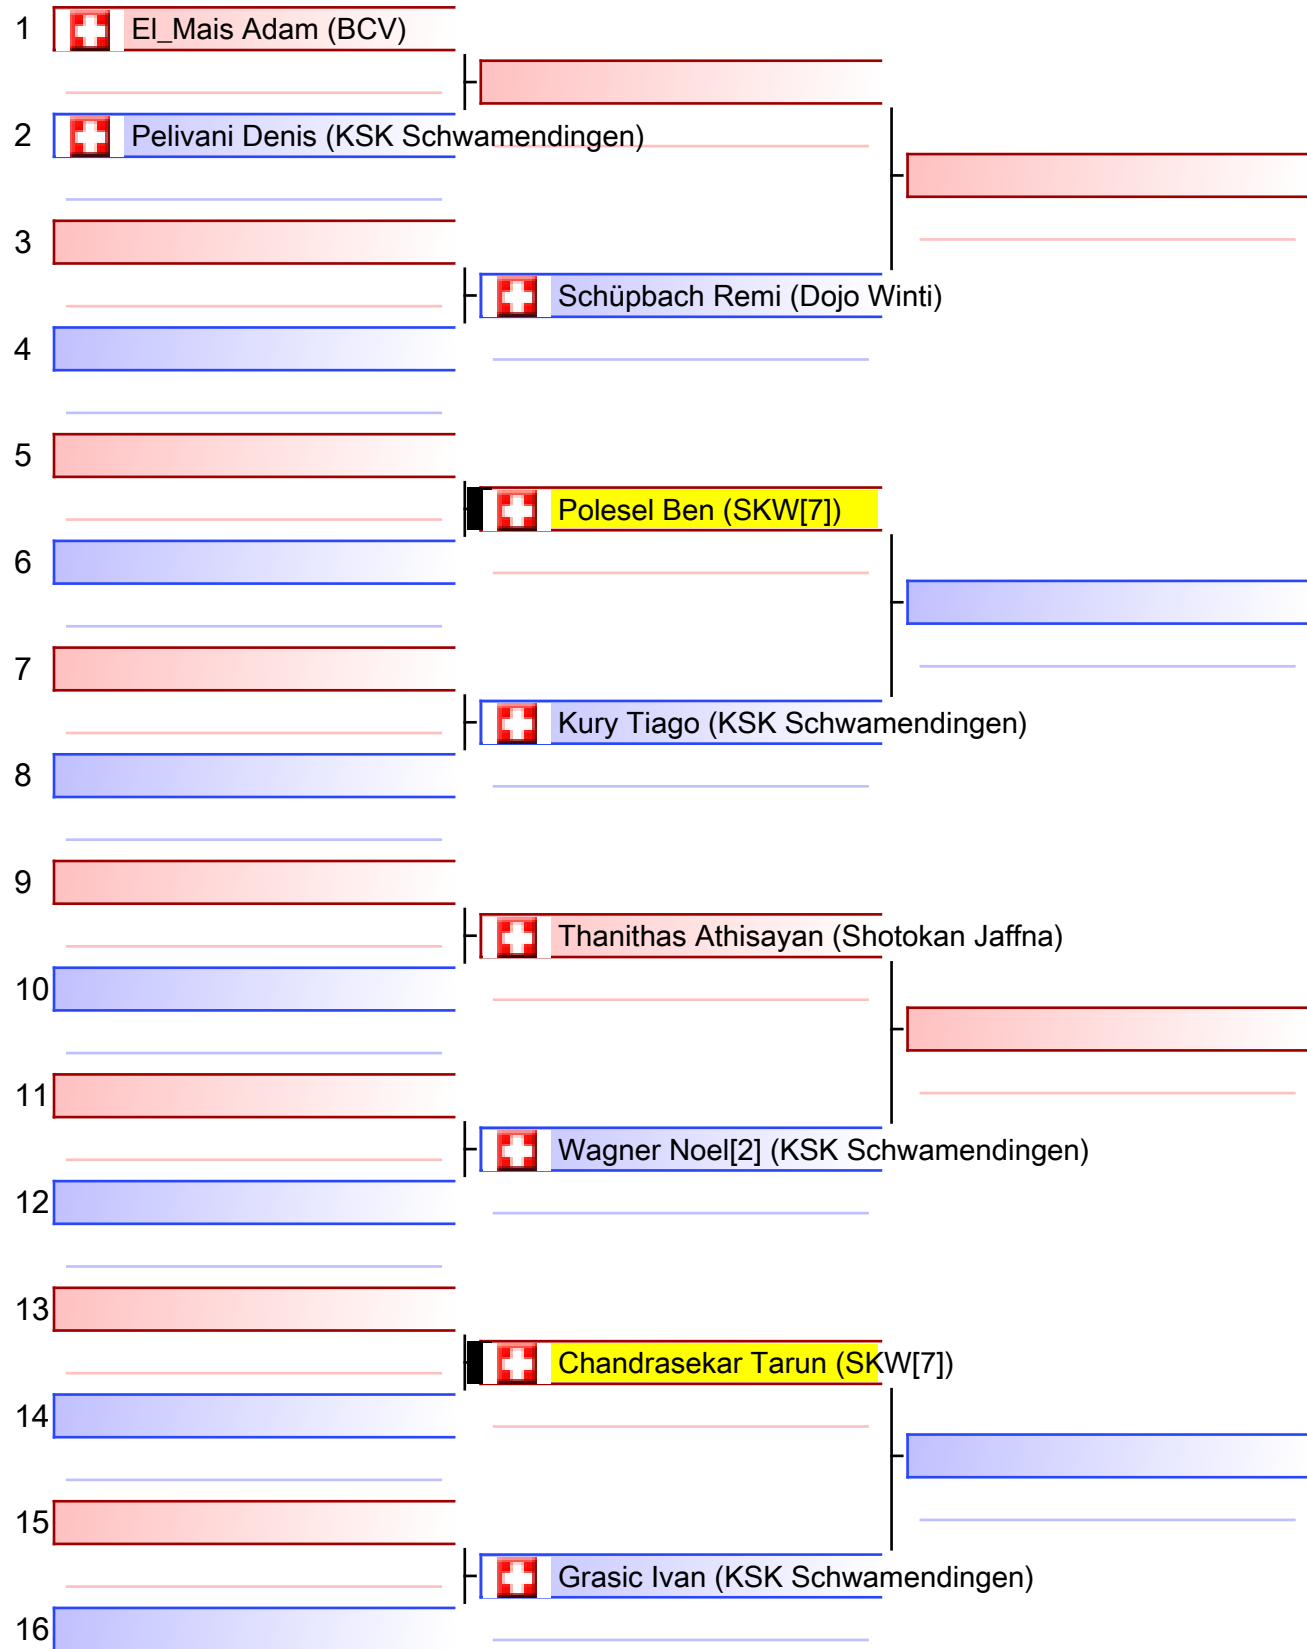 1 El_Mais Adam (BCV)
2 Pelivani Denis (KSK Schwamendingen)
3
Schüpbach Remi (Dojo Winti)
4
5
Polesel Ben (SKW[7])
6
7
Kury Tiago (KSK Schwamendingen)
8
9
Thanithas Athisayan (Shotokan Jaffna)
10
11
Wagner Noel[2] (KSK Schwamendingen)
12
13
Chandrasekar Tarun (SKW[7])
14
15
Grasic Ivan (KSK Schwamendingen)
16